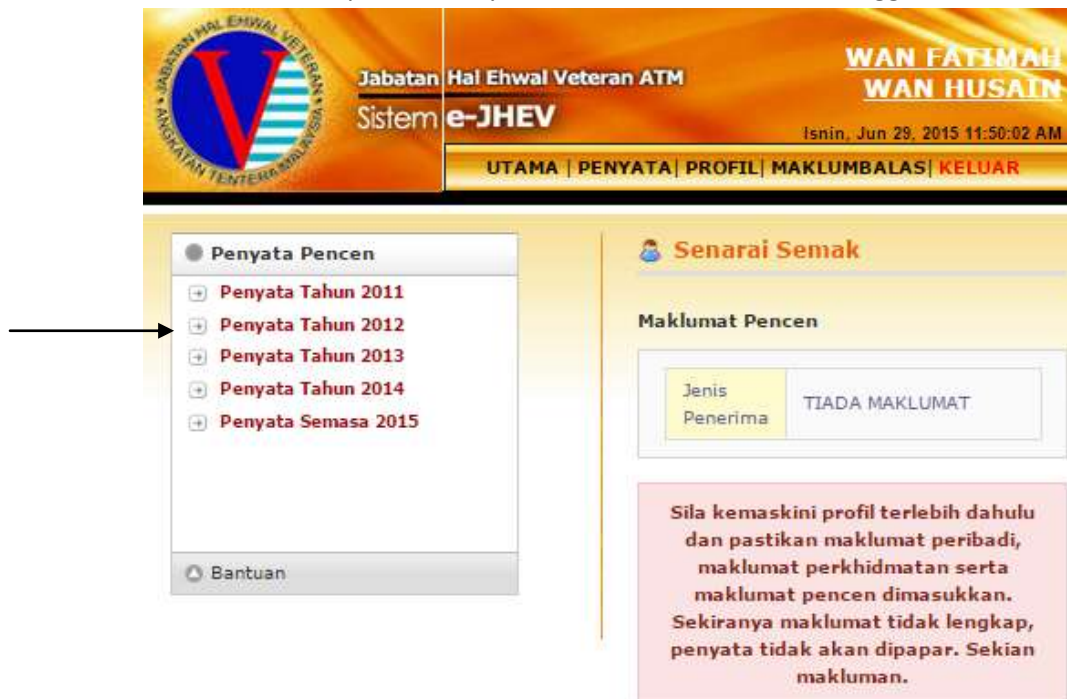 JABATAN HAL EHWAL VETERAN
ANGKATAN TENTERA MALAYSIA
V
Jabatan Hal Ehwal Veteran ATM
Sistem e-JHEV
WAN FATIMAH
WAN HUSAIN
Isnin, Jun 29, 2015 11:50:02 AM
UTAMA | PENYATA| PROFIL| MAKLUMBALAS| KELUAR
Penyata Pencen
Penyata Tahun 2011
Penyata Tahun 2012
Penyata Tahun 2013
Penyata Tahun 2014
Penyata Semasa 2015
Bantuan
Senarai Semak
Maklumat Pencen
Jenis
Penerima
TIADA MAKLUMAT
Sila kemaskini profil terlebih dahulu
dan pastikan maklumat peribadi,
maklumat perkhidmatan serta
maklumat pencen dimasukkan.
Sekiranya maklumat tidak lengkap,
penyata tidak akan dipapar. Sekian
makluman.